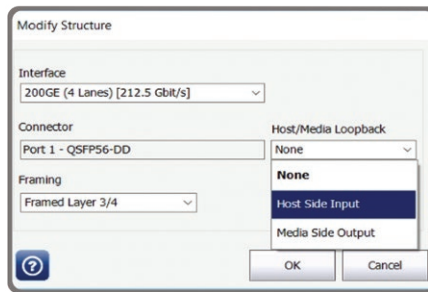 Modify Structure
Interface
200GE (4 Lanes) [212.5 Gbit/s]
Connector
Host/Media Loopback
Port 1 - QSFP56-DD
None
None
Framing
Host Side Input
Framed Layer 3/4
Media Side Output
?
OK
Cancel